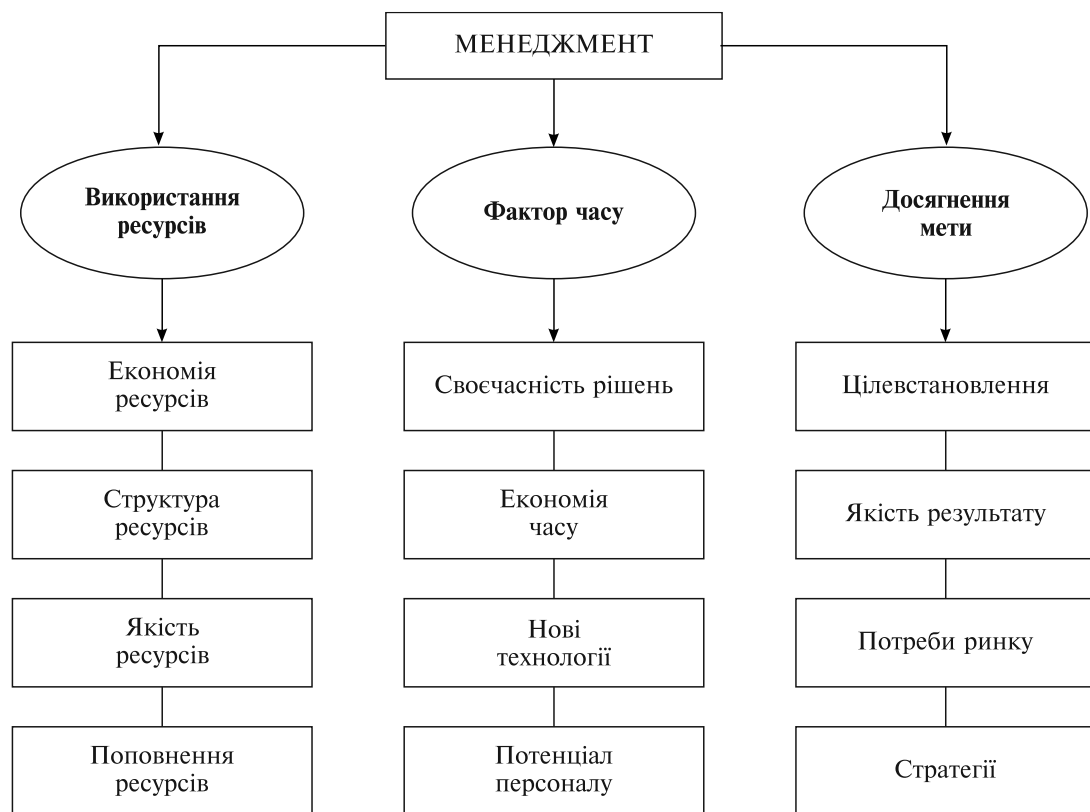 МЕНЕДЖМЕНТ
Використання
ресурсів
Фактор часу
Досягнення
мети
Економія
ресурсів
Своєчасність рішень
Цілевстановлення
Структура
ресурсів
Економія
часу
Якість результату
Якість
ресурсів
Нові
технології
Потреби ринку
Поповнення
ресурсів
Потенціал
персоналу
Стратегії